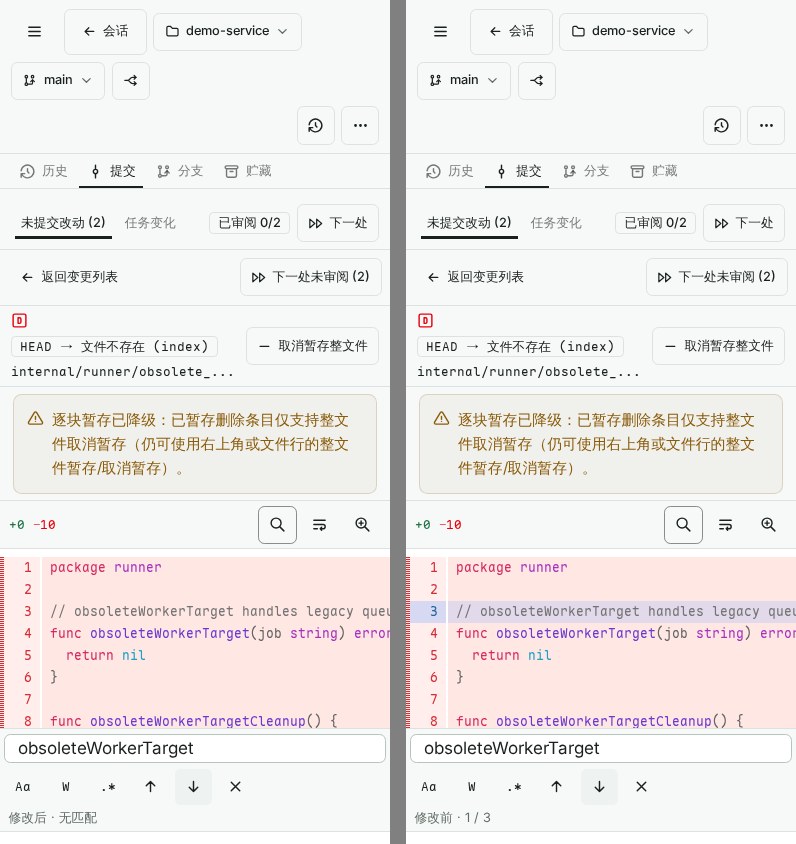 会话
demo-service
main
历史
提交
分支
贮藏
未提交改动 (2)
任务变化
已审阅 0/2
下一处
返回变更列表
下一处未审阅 (2)
D
HEAD → 文件不存在 (index)
取消暂存整文件
internal/runner/obsolete_...
逐块暂存已降级：已暂存删除条目仅支持整文
件取消暂存（仍可使用右上角或文件行的整文
件暂存/取消暂存）。
+0 −10
1 package runner
2
3 // obsoleteWorkerTarget handles legacy queu
4 func obsoleteWorkerTarget(job string) error
5 return nil
6 }
7
8 func obsoleteWorkerTargetCleanup() {
obsoleteWorkerTarget
Aa W .*
修改后 · 无匹配
会话
demo-service
main
历史
提交
分支
贮藏
未提交改动 (2)
任务变化
已审阅 0/2
下一处
返回变更列表
下一处未审阅 (2)
D
HEAD → 文件不存在 (index)
取消暂存整文件
internal/runner/obsolete_...
逐块暂存已降级：已暂存删除条目仅支持整文
件取消暂存（仍可使用右上角或文件行的整文
件暂存/取消暂存）。
+0 −10
1 package runner
2
3 // obsoleteWorkerTarget handles legacy queu
4 func obsoleteWorkerTarget(job string) error
5 return nil
6 }
7
8 func obsoleteWorkerTargetCleanup() {
obsoleteWorkerTarget
Aa W .*
修改前 · 1 / 3